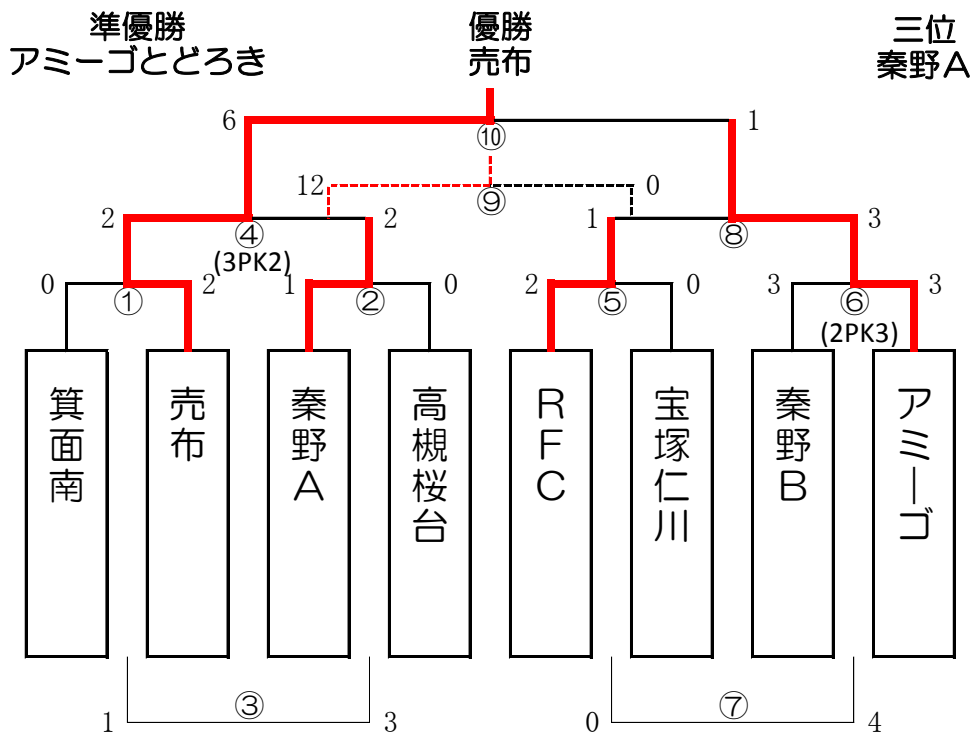 準優勝
アミーゴとどろき
優勝
売布
三位
秦野A
6
⑩
1
12
⑨
0
2
④
2
(3PK2)
1
⑧
3
0
①
2
1
②
0
2
⑤
0
3
⑥
3
(2PK3)
箕面南
売布
秦野A
高槻桜台
RFC
宝塚仁川
秦野B
アミーゴ
1
③
3
0
⑦
4